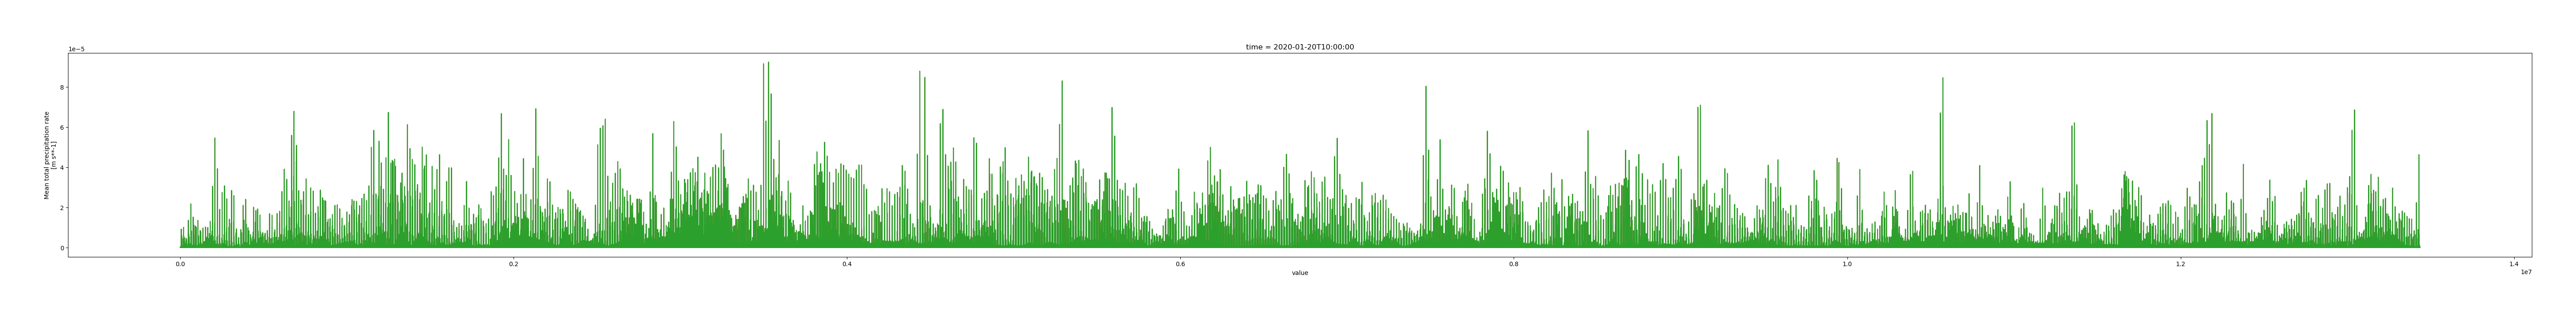 time = 2020-01-20T10:00:00
1e−5
8
6
4
2
0
Mean total precipitation rate
[m s**-1]
0.0
0.2
0.4
0.6
0.8
1.0
1.2
1.4
value
1e7